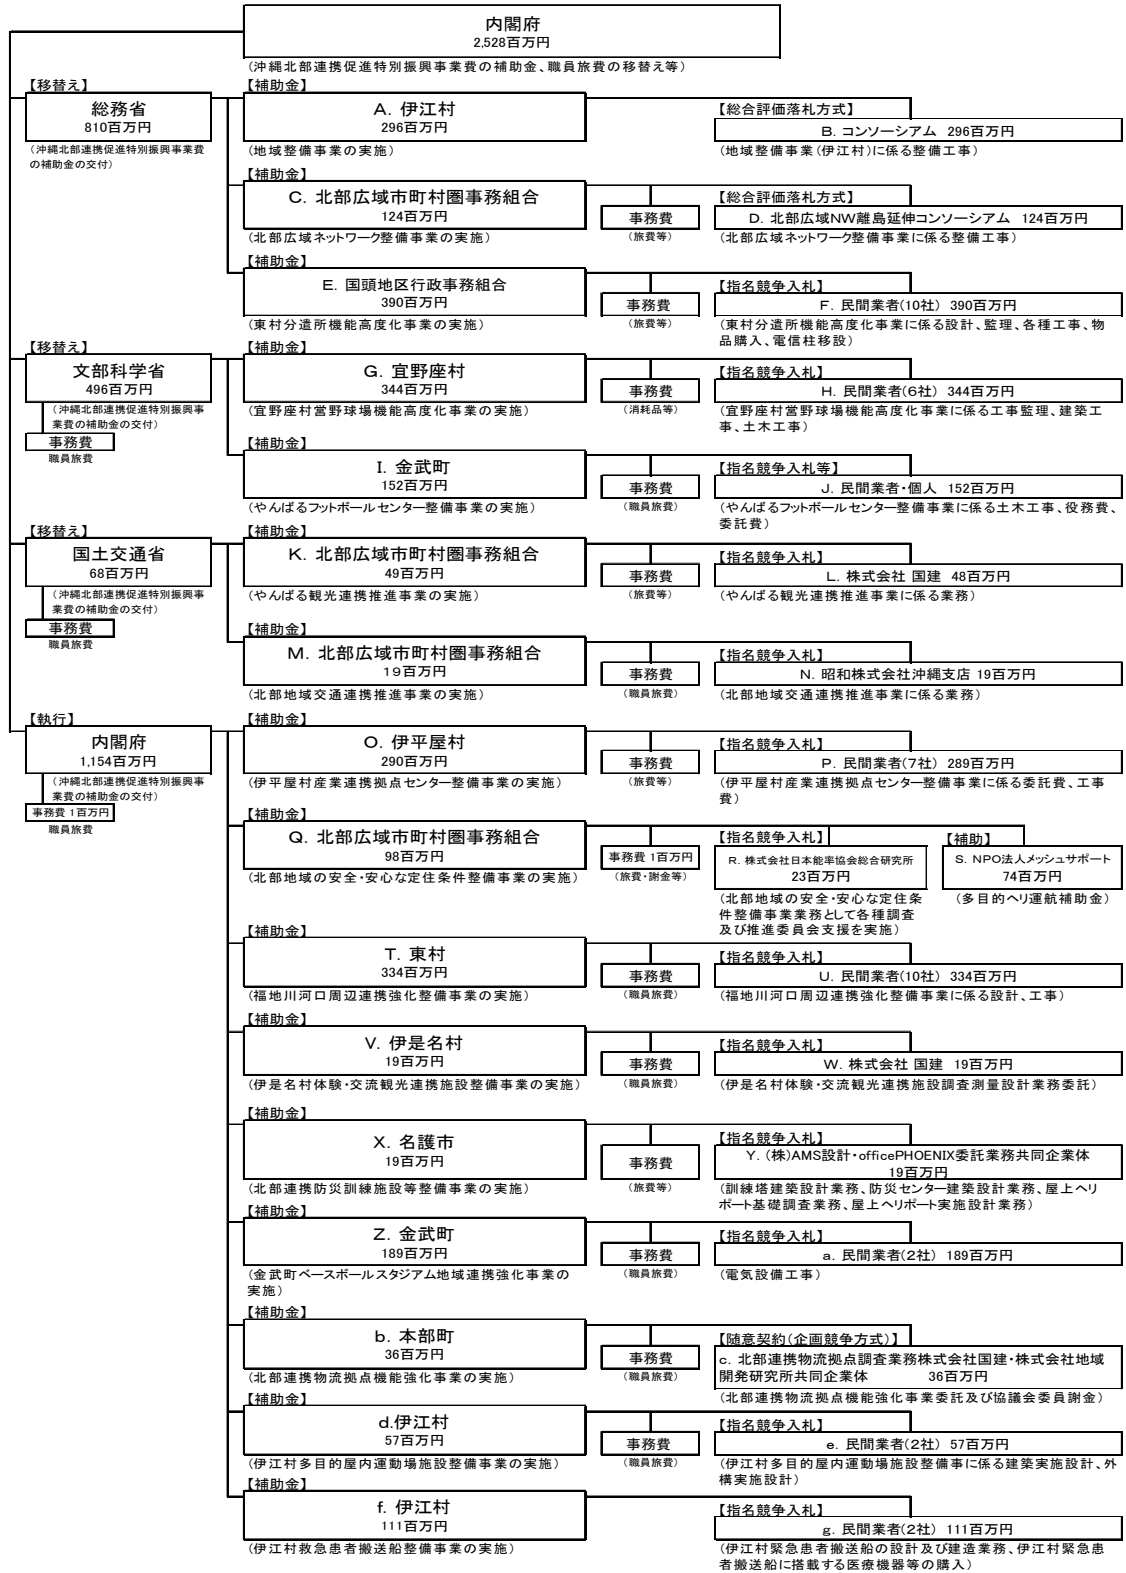 内閣府
2,528百万円
(沖縄北部連携促進特別振興事業費の補助金、職員旅費の移替え等)
【移替え】
総務省
810百万円
(沖縄北部連携促進特別振興事業費
の補助金の交付)
【補助金】
A. 伊江村
296百万円
(地域整備事業の実施)
【総合評価落札方式】
B. コンソーシアム 296百万円
(地域整備事業(伊江村)に係る整備工事)
【補助金】
C. 北部広域市町村圏事務組合
124百万円
(北部広域ネットワーク整備事業の実施)
事務費
(旅費等)
【総合評価落札方式】
D. 北部広域NW離島延伸コンソーシアム 124百万円
(北部広域ネットワーク整備事業に係る整備工事)
【補助金】
E. 国頭地区行政事務組合
390百万円
(東村分遣所機能高度化事業の実施)
事務費
(旅費等)
【指名競争入札】
F. 民間業者(10社) 390百万円
(東村分遣所機能高度化事業に係る設計、監理、各種工事、物
品購入、電信柱移設)
【移替え】
文部科学省
496百万円
(沖縄北部連携促進特別振興事
業費の補助金の交付)
事務費
職員旅費
【補助金】
G. 宜野座村
344百万円
(宜野座村営野球場機能高度化事業の実施)
事務費
(消耗品等)
【指名競争入札】
H. 民間業者(6社) 344百万円
(宜野座村営野球場機能高度化事業に係る工事監理、建築工
事、土木工事)
【補助金】
I. 金武町
152百万円
(やんばるフットボールセンター整備事業の実施)
事務費
(職員旅費)
【指名競争入札等】
J. 民間業者・個人 152百万円
(やんばるフットボールセンター整備事業に係る土木工事、役務費、
委託費)
【移替え】
国土交通省
68百万円
(沖縄北部連携促進特別振興事
業費の補助金の交付)
事務費
職員旅費
【補助金】
K. 北部広域市町村圏事務組合
49百万円
(やんばる観光連携推進事業の実施)
事務費
(旅費等)
【指名競争入札】
L. 株式会社 国建 48百万円
(やんばる観光連携推進事業に係る業務)
【補助金】
M. 北部広域市町村圏事務組合
19百万円
(北部地域交通連携推進事業の実施)
事務費
(職員旅費)
【指名競争入札】
N. 昭和株式会社沖縄支店 19百万円
(北部地域交通連携推進事業に係る業務)
【執行】
内閣府
1,154百万円
(沖縄北部連携促進特別振興事
業費の補助金の交付)
事務費 1百万円
職員旅費
【補助金】
O. 伊平屋村
290百万円
(伊平屋村産業連携拠点センター整備事業の実施)
事務費
(旅費等)
【指名競争入札】
P. 民間業者(7社) 289百万円
(伊平屋村産業連携拠点センター整備事業に係る委託費、工事
費)
【補助金】
Q. 北部広域市町村圏事務組合
98百万円
(北部地域の安全・安心な定住条件整備事業の実施)
事務費 1百万円
(旅費・謝金等)
【指名競争入札】
R. 株式会社日本能率協会総合研究所
23百万円
(北部地域の安全・安心な定住条
件整備事業業務として各種調査
及び推進委員会支援を実施)
【補助】
S. NPO法人メッシュサポート
74百万円
(多目的ヘリ運航補助金)
【補助金】
T. 東村
334百万円
(福地川河口周辺連携強化整備事業の実施)
事務費
(職員旅費)
【指名競争入札】
U. 民間業者(10社) 334百万円
(福地川河口周辺連携強化整備事業に係る設計、工事)
【補助金】
V. 伊是名村
19百万円
(伊是名村体験・交流観光連携施設整備事業の実施)
事務費
(職員旅費)
【指名競争入札】
W. 株式会社 国建 19百万円
(伊是名村体験・交流観光連携施設調査測量設計業務委託)
【補助金】
X. 名護市
19百万円
(北部連携防災訓練施設等整備事業の実施)
事務費
(旅費等)
【指名競争入札】
Y. (株)AMS設計・officePHOENIX委託業務共同企業体
19百万円
(訓練塔建築設計業務、防災センター建築設計業務、屋上ヘリ
ポート基礎調査業務、屋上ヘリポート実施設計業務)
【補助金】
Z. 金武町
189百万円
(金武町ベースボールスタジアム地域連携強化事業の
実施)
事務費
(職員旅費)
【指名競争入札】
a. 民間業者(2社) 189百万円
(電気設備工事)
【補助金】
b. 本部町
36百万円
(北部連携物流拠点機能強化事業の実施)
事務費
(職員旅費)
【随意契約(企画競争方式)】
c. 北部連携物流拠点調査業務株式会社国建・株式会社地域
開発研究所共同企業体 36百万円
(北部連携物流拠点機能強化事業委託及び協議会委員謝金)
【補助金】
d.伊江村
57百万円
(伊江村多目的屋内運動場施設整備事業の実施)
事務費
(職員旅費)
【指名競争入札】
e. 民間業者(2社) 57百万円
(伊江村多目的屋内運動場施設整備事に係る建築実施設計、外
構実施設計)
【補助金】
f. 伊江村
111百万円
(伊江村救急患者搬送船整備事業の実施)
【指名競争入札】
g. 民間業者(2社) 111百万円
(伊江村緊急患者搬送船の設計及び建造業務、伊江村緊急患
者搬送船に搭載する医療機器等の購入)